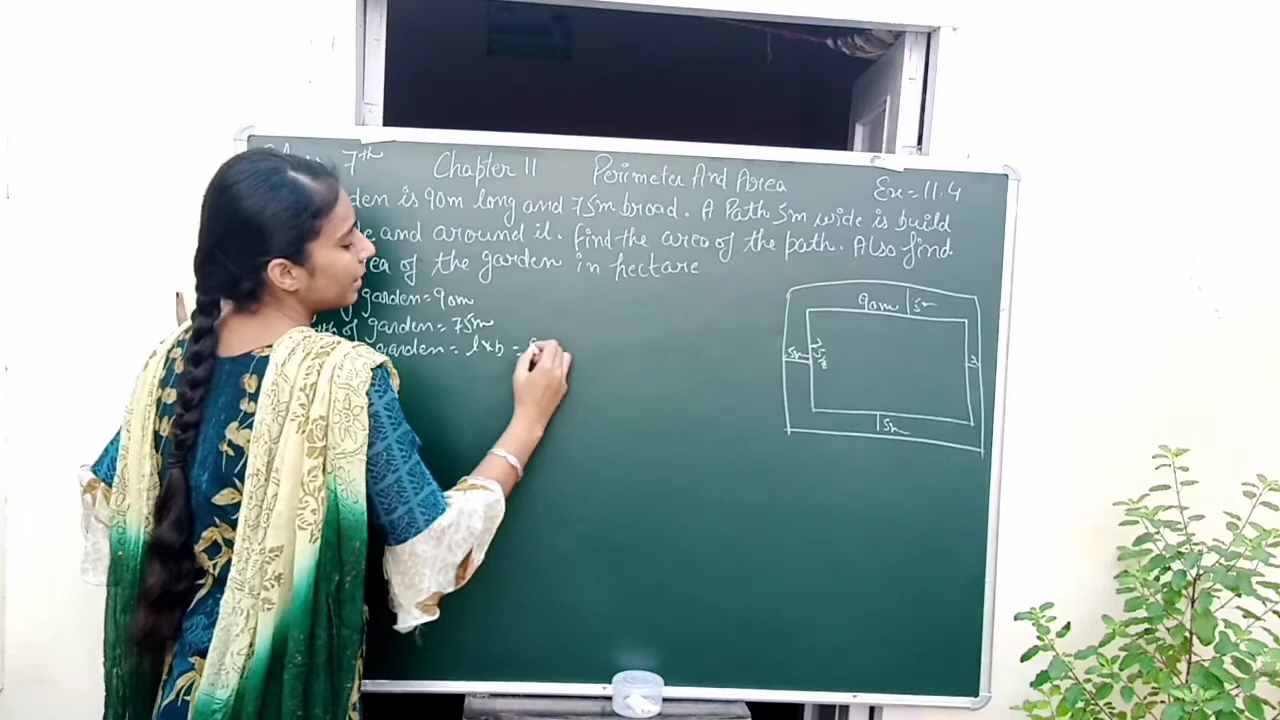 7th Chapter 11 Perimeter And Area Ex=11.4
den is 90m long and 75m broad. A Path 5m wide is build
e and around it. find the area of the path. Also find
ea of the garden in hectare
garden=90m
th of garden=75m
garden= l×b =
90m 5m
5m
5m